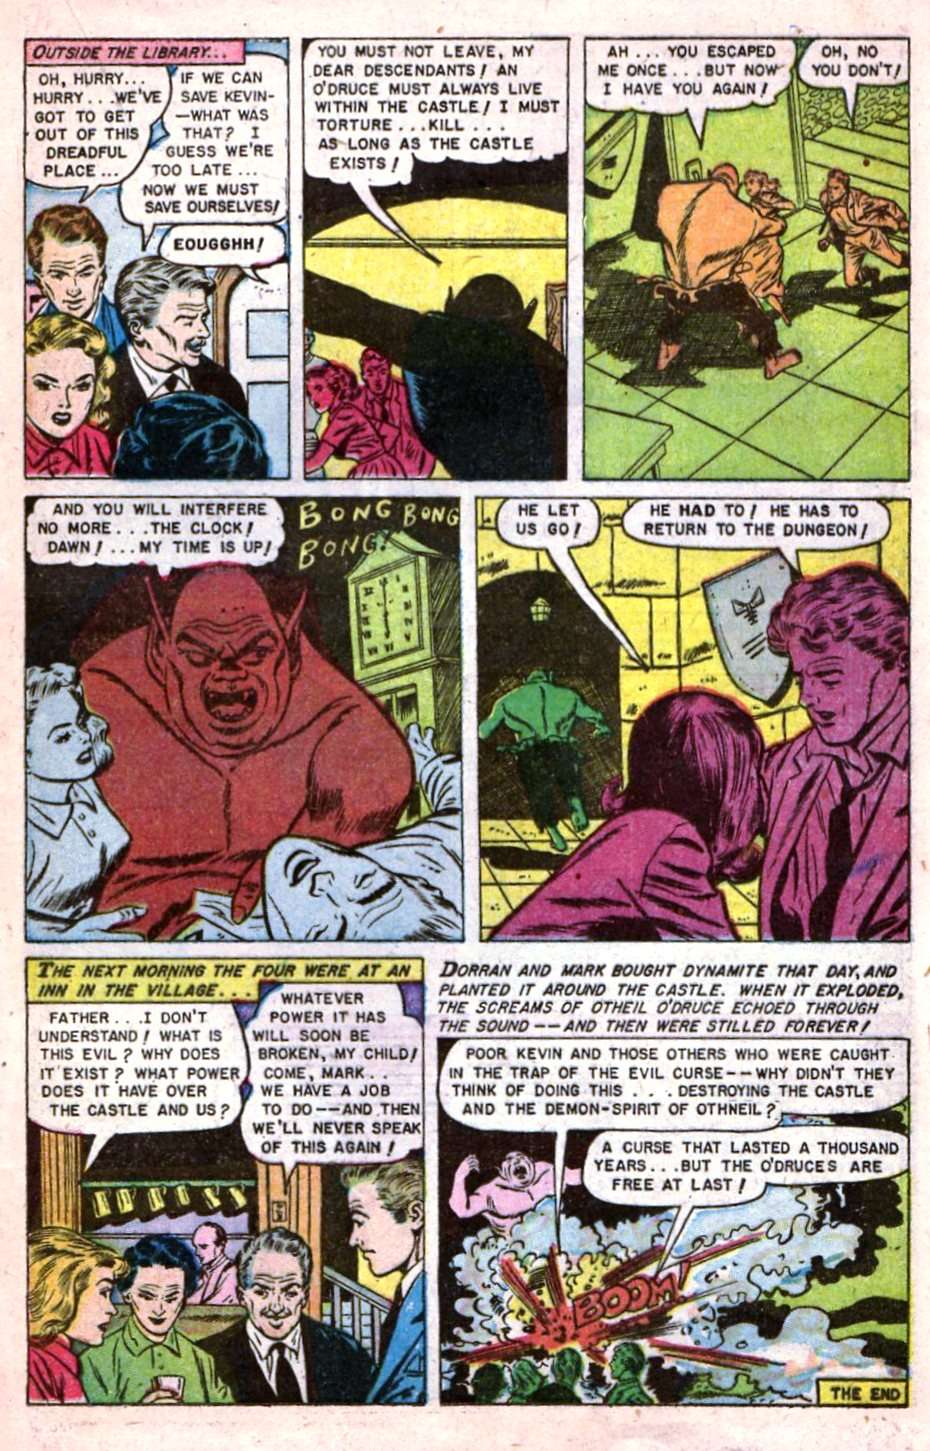 OUTSIDE THE LIBRARY...
OH, HURRY...
HURRY...WE'VE
GOT TO GET
OUT OF THIS
DREADFUL
PLACE...
IF WE CAN
SAVE KEVIN-
-WHAT WAS
THAT? I
GUESS WE'RE
TOO LATE...
NOW WE MUST
SAVE OURSELVES!
EOUGGHH!
YOU MUST NOT LEAVE, MY
DEAR DESCENDANTS! AN
O'DRUCE MUST ALWAYS LIVE
WITHIN THE CASTLE! I MUST
TORTURE...KILL...
AS LONG AS THE CASTLE
EXISTS!
AH...YOU ESCAPED
ME ONCE...BUT NOW
I HAVE YOU AGAIN!
OH, NO
YOU DON'T!
AND YOU WILL INTERFERE
NO MORE...THE CLOCK!
DAWN!...MY TIME IS UP!
BONG BONG
BONG!
HE LET
US GO!
HE HAD TO! HE HAS TO
RETURN TO THE DUNGEON!
THE NEXT MORNING THE FOUR WERE AT AN
INN IN THE VILLAGE...
FATHER...I DON'T
UNDERSTAND! WHAT IS
THIS EVIL? WHY DOES
IT EXIST? WHAT POWER
DOES IT HAVE OVER
THE CASTLE AND US?
WHATEVER
POWER IT HAS
WILL SOON BE
BROKEN, MY CHILD!
COME, MARK..
WE HAVE A JOB
TO DO--AND THEN
WE'LL NEVER SPEAK
OF THIS AGAIN!
DORRAN AND MARK BOUGHT DYNAMITE THAT DAY, AND
PLANTED IT AROUND THE CASTLE. WHEN IT EXPLODED,
THE SCREAMS OF OTHEIL O'DRUCE ECHOED THROUGH
THE SOUND--AND THEN WERE STILLED FOREVER!
POOR KEVIN AND THOSE OTHERS WHO WERE CAUGHT
IN THE TRAP OF THE EVIL CURSE--WHY DIDN'T THEY
THINK OF DOING THIS...DESTROYING THE CASTLE
AND THE DEMON-SPIRIT OF OTHNEIL?
A CURSE THAT LASTED A THOUSAND
YEARS...BUT THE O'DRUCES ARE
FREE AT LAST!
BOOM!
THE END